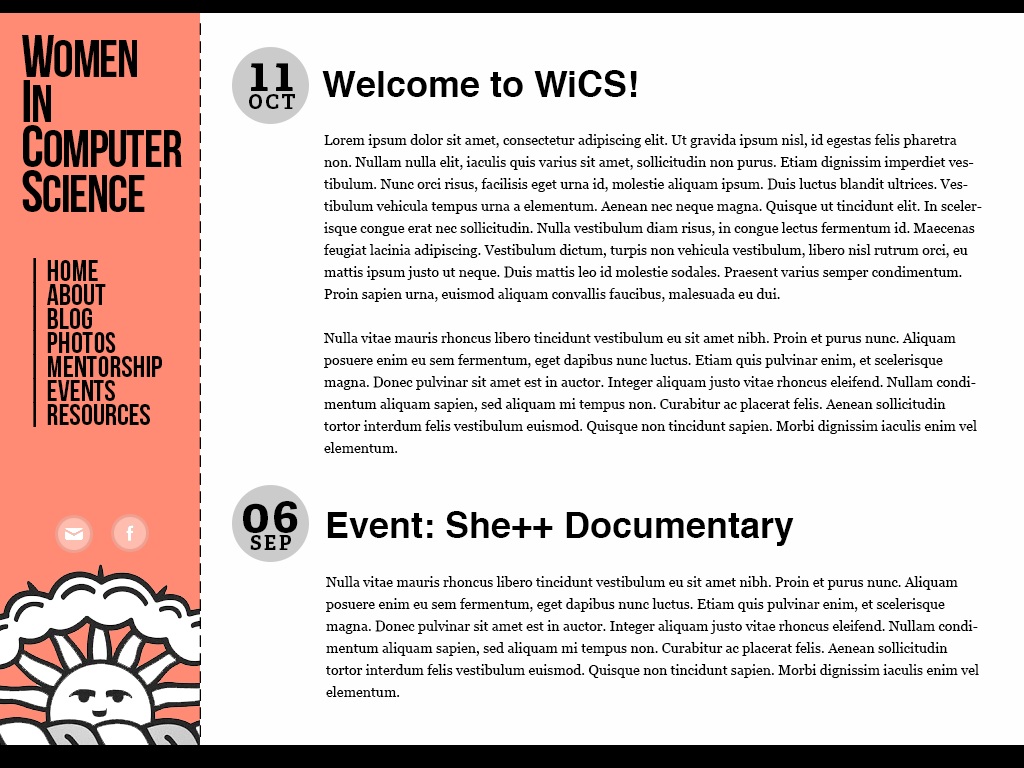 WOMEN
IN
COMPUTER
SCIENCE
HOME
ABOUT
BLOG
PHOTOS
MENTORSHIP
EVENTS
RESOURCES
f
11
OCT
Welcome to WiCS!
Lorem ipsum dolor sit amet, consectetur adipiscing elit. Ut gravida ipsum nisl, id egestas felis pharetra
non. Nullam nulla elit, iaculis quis varius sit amet, sollicitudin non purus. Etiam dignissim imperdiet ves-
tibulum. Nunc orci risus, facilisis eget urna id, molestie aliquam ipsum. Duis luctus blandit ultrices. Ves-
tibulum vehicula tempus urna a elementum. Aenean nec neque magna. Quisque ut tincidunt elit. In sceler-
isque congue erat nec sollicitudin. Nulla vestibulum diam risus, in congue lectus fermentum id. Maecenas
feugiat lacinia adipiscing. Vestibulum dictum, turpis non vehicula vestibulum, libero nisl rutrum orci, eu
mattis ipsum justo ut neque. Duis mattis leo id molestie sodales. Praesent varius semper condimentum.
Proin sapien urna, euismod aliquam convallis faucibus, malesuada eu dui.
Nulla vitae mauris rhoncus libero tincidunt vestibulum eu sit amet nibh. Proin et purus nunc. Aliquam
posuere enim eu sem fermentum, eget dapibus nunc luctus. Etiam quis pulvinar enim, et scelerisque
magna. Donec pulvinar sit amet est in auctor. Integer aliquam justo vitae rhoncus eleifend. Nullam condi-
mentum aliquam sapien, sed aliquam mi tempus non. Curabitur ac placerat felis. Aenean sollicitudin
tortor interdum felis vestibulum euismod. Quisque non tincidunt sapien. Morbi dignissim iaculis enim vel
elementum.
06
SEP
Event: She++ Documentary
Nulla vitae mauris rhoncus libero tincidunt vestibulum eu sit amet nibh. Proin et purus nunc. Aliquam
posuere enim eu sem fermentum, eget dapibus nunc luctus. Etiam quis pulvinar enim, et scelerisque
magna. Donec pulvinar sit amet est in auctor. Integer aliquam justo vitae rhoncus eleifend. Nullam condi-
mentum aliquam sapien, sed aliquam mi tempus non. Curabitur ac placerat felis. Aenean sollicitudin
tortor interdum felis vestibulum euismod. Quisque non tincidunt sapien. Morbi dignissim iaculis enim vel
elementum.